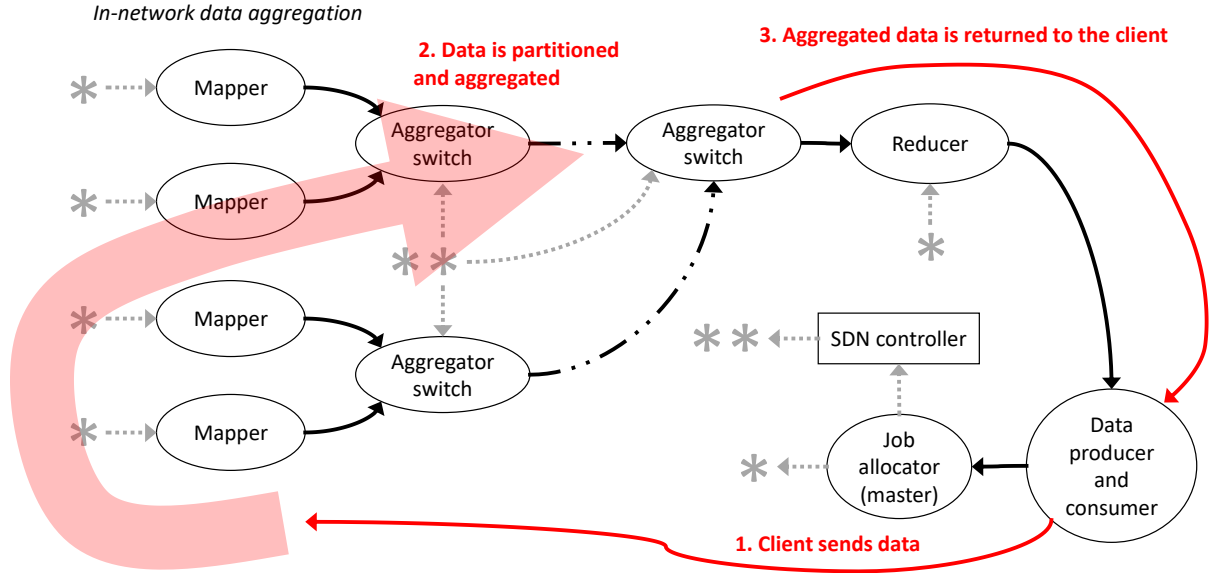 In-network data aggregation
3. Aggregated data is returned to the client
2. Data is partitioned
and aggregated
* Mapper
Aggregator
switch
Aggregator
switch
Reducer
* Mapper
* *
*
* Mapper
* * SDN controller
Aggregator
switch
* Mapper
* Job
allocator
(master)
Data
producer
and
consumer
1. Client sends data